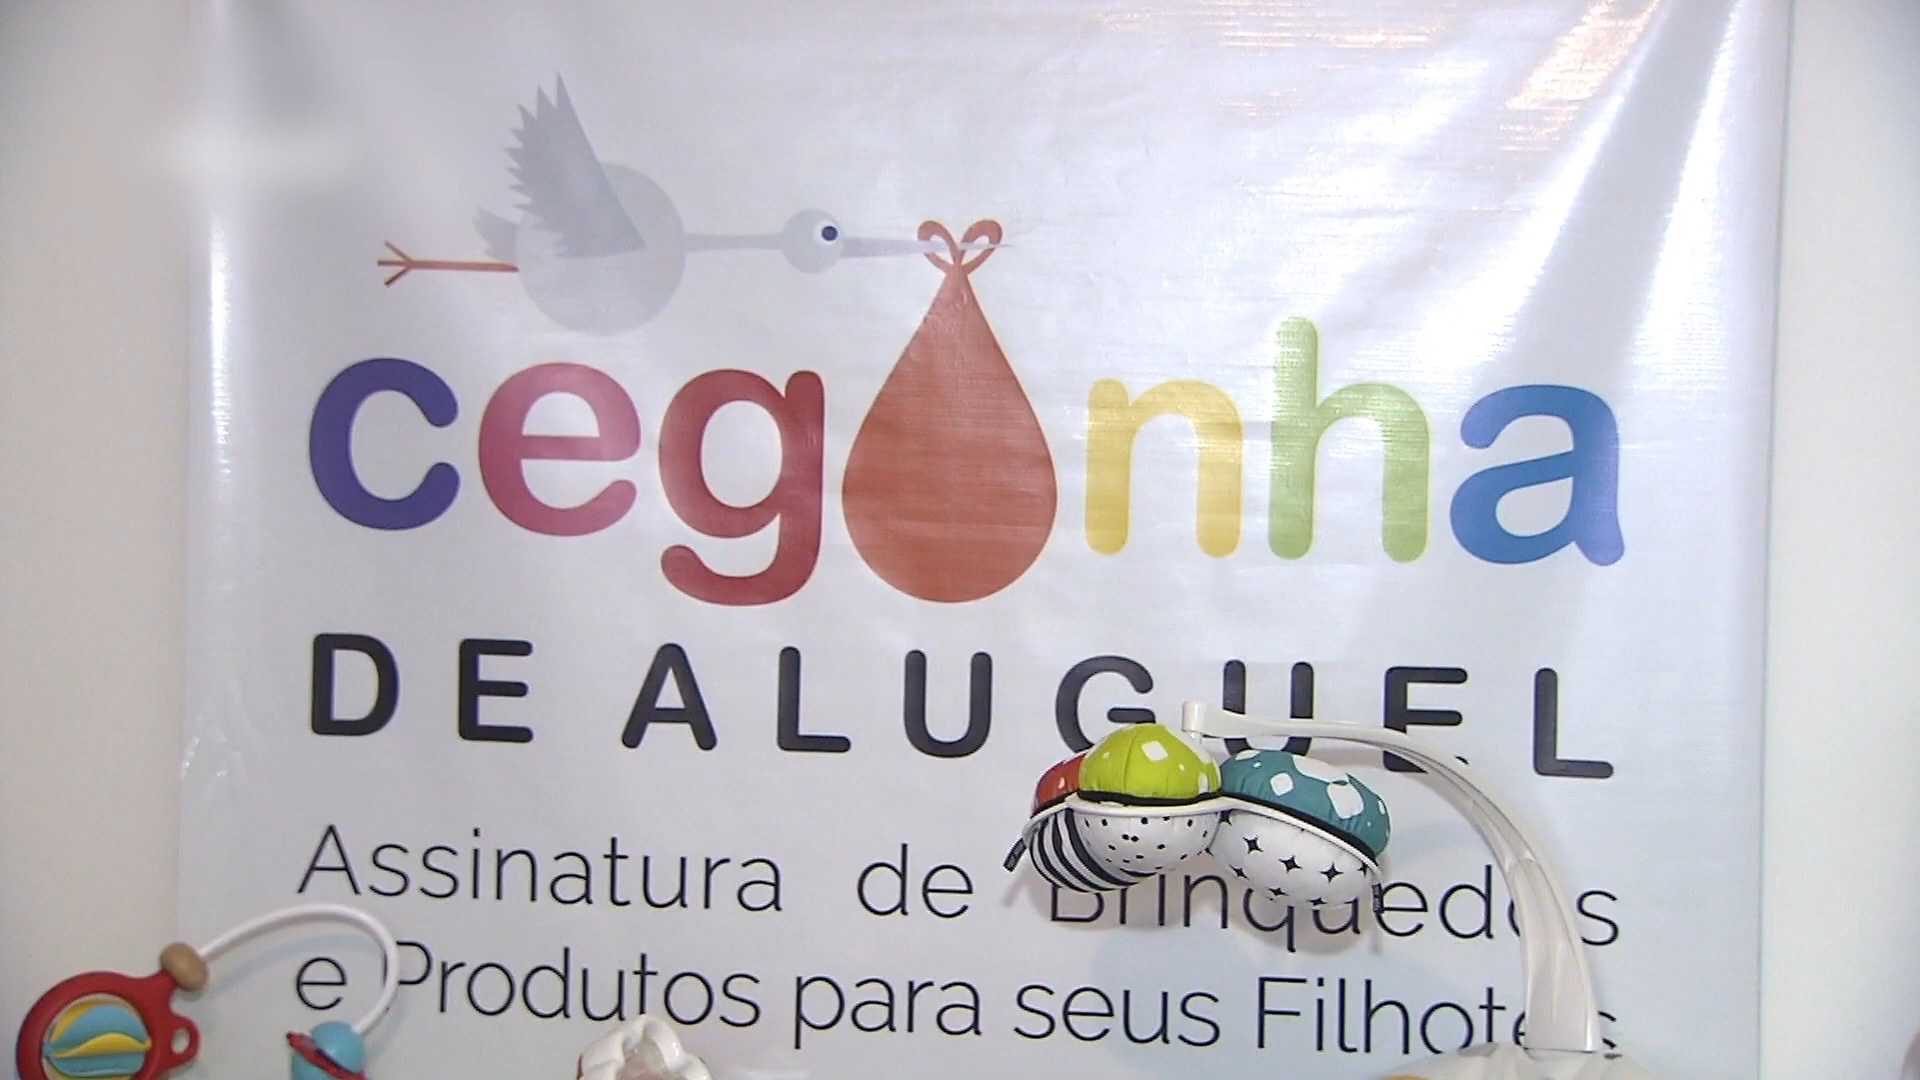 cegonha
DE ALUGUEL
Assinatura de Brinquedos
e Produtos para seus Filhotes